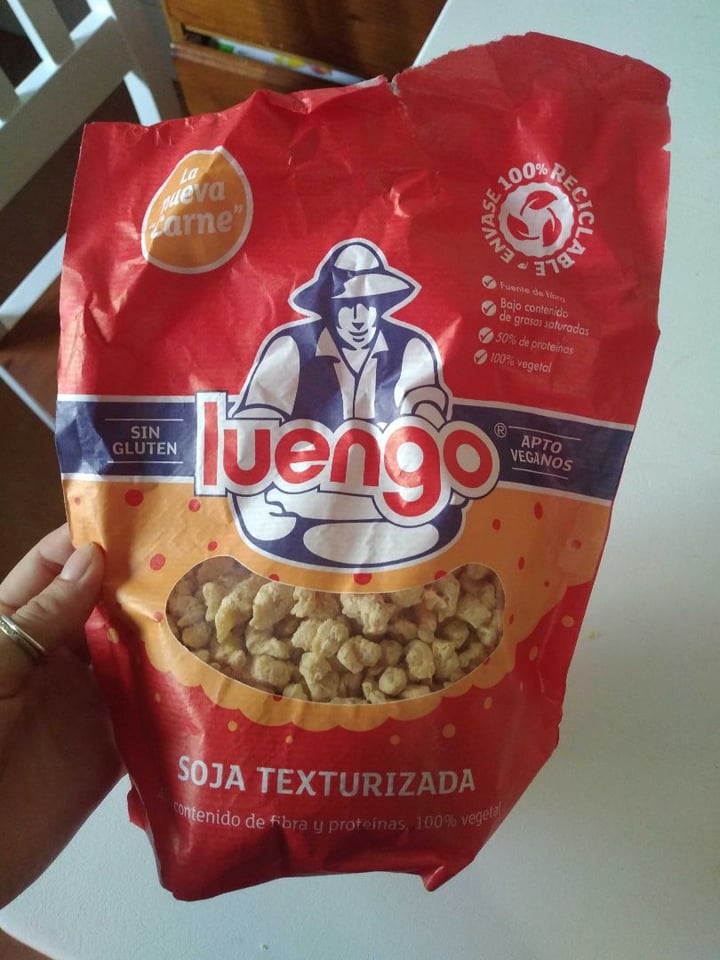 La
nueva
"carne"
ENVASE 100% RECICLABLE
Fuente de fibra
Bajo contenido
de grasas saturadas
50% de proteínas
100% vegetal
SIN
GLUTEN
luengo®
APTO
VEGANOS
SOJA TEXTURIZADA
contenido de fibra y proteínas, 100% vegetal